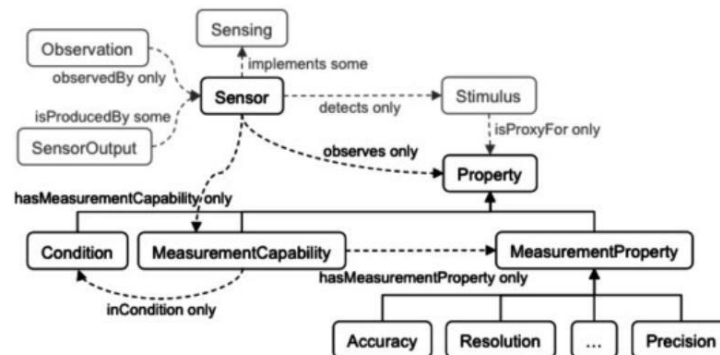 Sensing
Observation
observedBy only
implements some
Sensor
Stimulus
detects only
isProducedBy some
isProxyFor only
SensorOutput
observes only
Property
hasMeasurementCapability only
Condition
MeasurementCapability
MeasurementProperty
hasMeasurementProperty only
inCondition only
Accuracy
Resolution
...
Precision